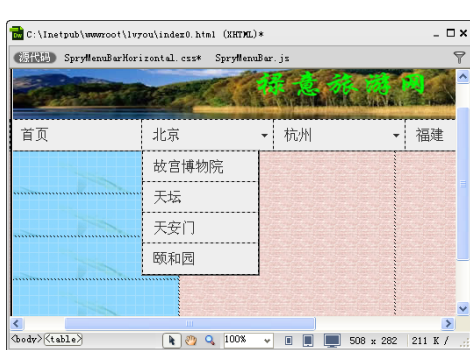 C:\Inetpub\wwwroot\lvyou\index0.html (XHTML)*
源代码 SpryMenuBarHorizontal.css* SpryMenuBar.js
绿意旅游网
首页 北京 杭州 福建
故宫博物院
天坛
天安门
颐和园
<body><table> 100% 508 x 282 211 K /